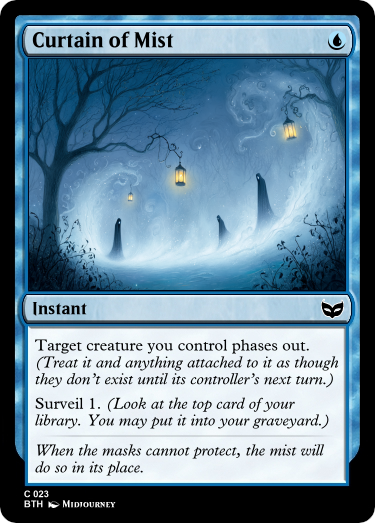 Curtain of Mist
Instant
Target creature you control phases out.
(Treat it and anything attached to it as though
they don't exist until its controller's next turn.)
Surveil 1. (Look at the top card of your
library. You may put it into your graveyard.)
When the masks cannot protect, the mist will
do so in its place.
C 023
BTH Midjourney